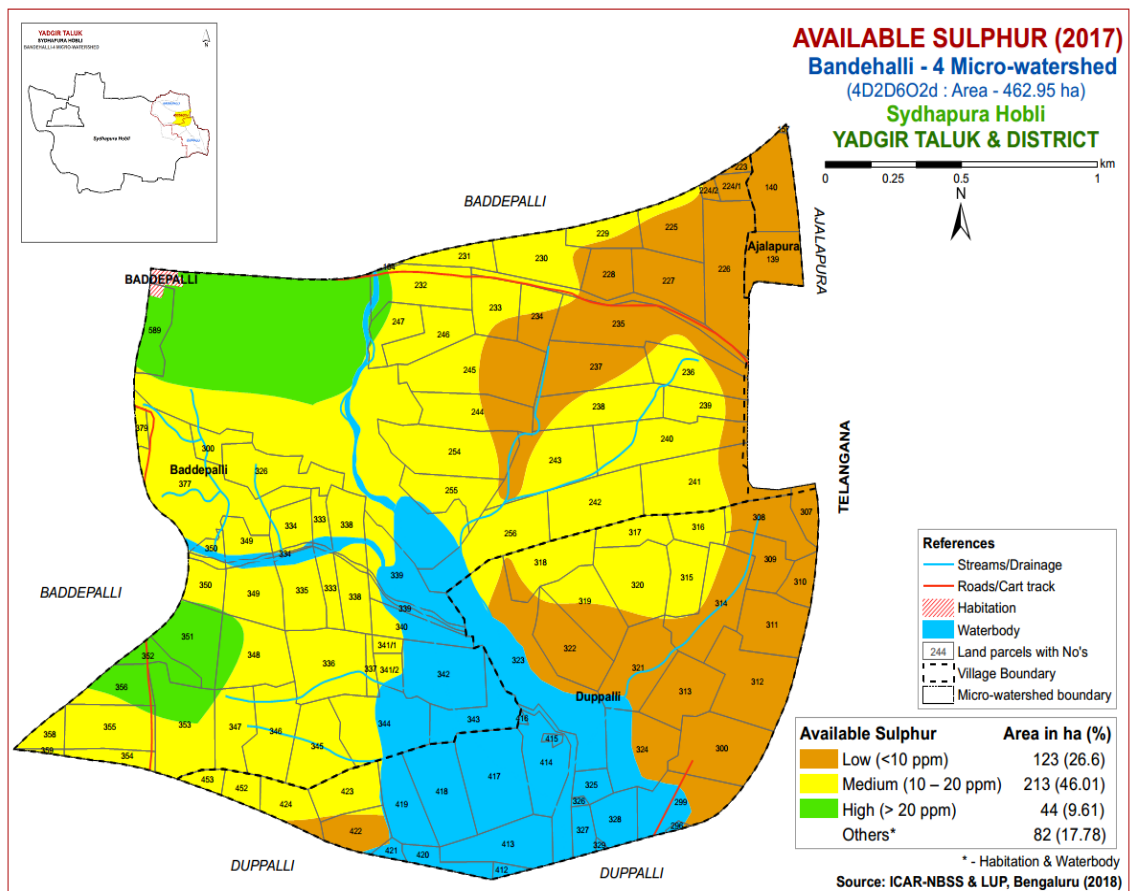 YADGIR TALUK
SYDHAPURA HOBLI
BANDEHALLI-4 MICRO-WATERSHED
N
Sydhapura Hobli
AVAILABLE SULPHUR (2017)
Bandehalli - 4 Micro-watershed
(4D2D6O2d : Area - 462.95 ha)
Sydhapura Hobli
YADGIR TALUK & DISTRICT
km
0 0.25 0.5 1
N
BADDEPALLI
AJALAPURA
223
224/2 224/1 140
225
229
231 230
226
Ajalapura
139
228
227
BADDEPALLI
232
233
234
235
247
246
589
245
237
236
244
238
239
379
300
240
254
Baddepalli
326
243
377
255
241
242
TELANGANA
334 333 338
256
317 316
308 307
350 349
334
318
309
339
310
350 349 335 333 338
319 320 315
314
339
311
BADDEPALLI
340
351
341/1
322
352
348
336
337 341/2
323
321
312
356
342
313
Duppalli
353
347 346
344
343
416
358 355
415
345
324
300
359 354
414
453
417
452
423
418
325
424
419
326
299
328
422
327
413
298
329
421 420
412
DUPPALLI
DUPPALLI
References
Streams/Drainage
Roads/Cart track
Habitation
Waterbody
244 Land parcels with No's
Village Boundary
Micro-watershed boundary
Available Sulphur Area in ha (%)
Low (<10 ppm) 123 (26.6)
Medium (10 – 20 ppm) 213 (46.01)
High (> 20 ppm) 44 (9.61)
Others* 82 (17.78)
* - Habitation & Waterbody
Source: ICAR-NBSS & LUP, Bengaluru (2018)